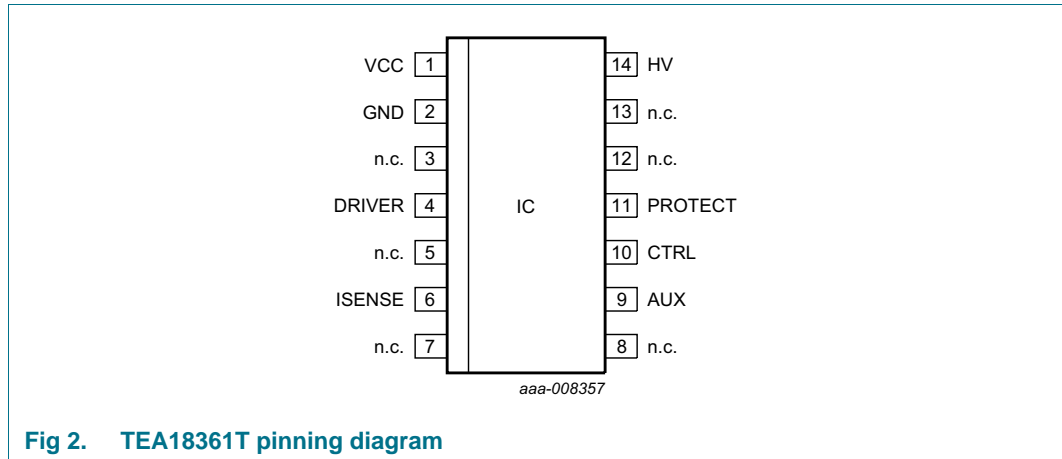 VCC 1 14 HV
GND 2 13 n.c.
n.c. 3 12 n.c.
DRIVER 4 IC 11 PROTECT
n.c. 5 10 CTRL
ISENSE 6 9 AUX
n.c. 7 8 n.c.
aaa-008357
Fig 2. TEA18361T pinning diagram